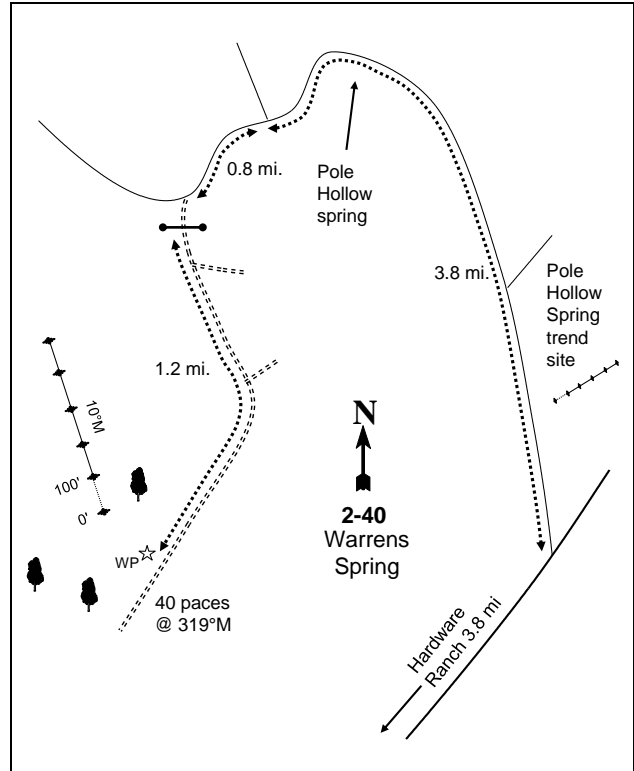 0.8 mi.
Pole
Hollow
spring
3.8 mi.
Pole
Hollow
Spring
trend
site
1.2 mi.
10°M
100'
0'
N
2-40
Warrens
Spring
WP
40 paces
@ 319°M
Hardware
Ranch 3.8 mi